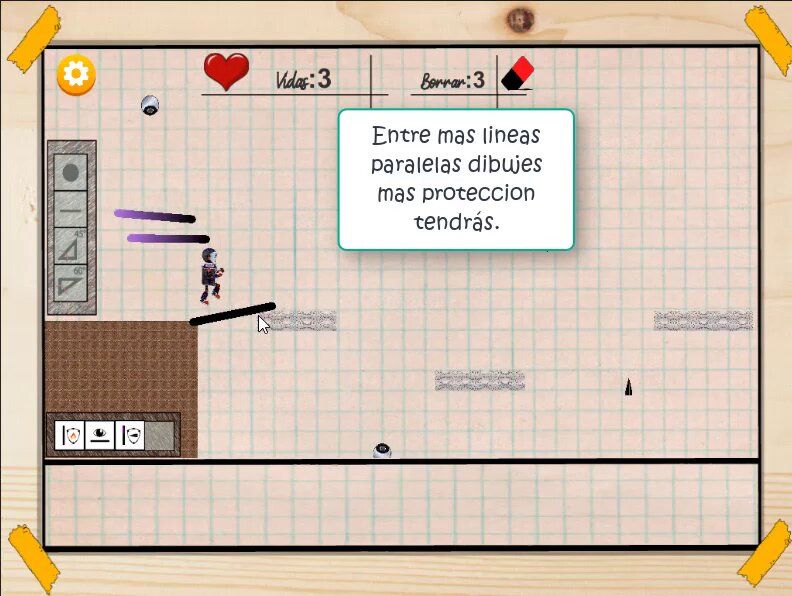 Vidas:3
Borrar:3
Entre mas lineas
paralelas dibujes
mas proteccion
tendrás.
45°
60°